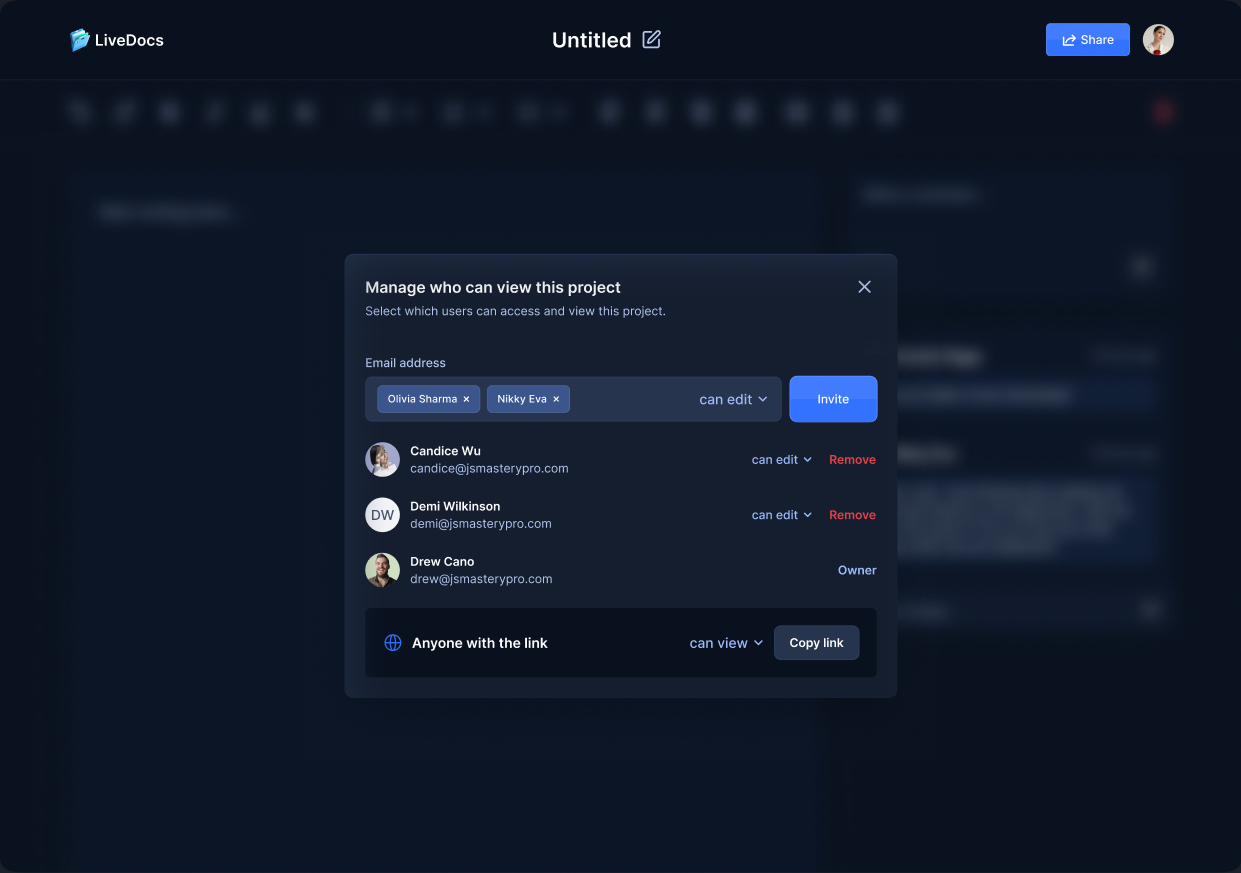 LiveDocs
Untitled
Share
Manage who can view this project
Select which users can access and view this project.
Email address
Olivia Sharma × Nikky Eva × can edit Invite
Candice Wu
candice@jsmasterypro.com
can edit Remove
DW
Demi Wilkinson
demi@jsmasterypro.com
can edit Remove
Drew Cano
drew@jsmasterypro.com
Owner
Anyone with the link can view Copy link